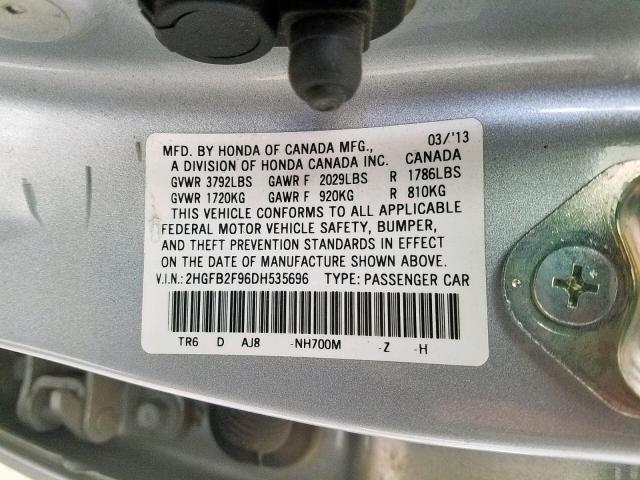 MFD. BY HONDA OF CANADA MFG., 03/'13
A DIVISION OF HONDA CANADA INC. CANADA
GVWR 3792LBS GAWR F 2029LBS R 1786LBS
GVWR 1720KG GAWR F 920KG R 810KG
THIS VEHICLE CONFORMS TO ALL APPLICABLE
FEDERAL MOTOR VEHICLE SAFETY, BUMPER,
AND THEFT PREVENTION STANDARDS IN EFFECT
ON THE DATE OF MANUFACTURE SHOWN ABOVE.
V.I.N.: 2HGFB2F96DH535696 TYPE: PASSENGER CAR
TR6 D AJ8 -NH700M -Z -H